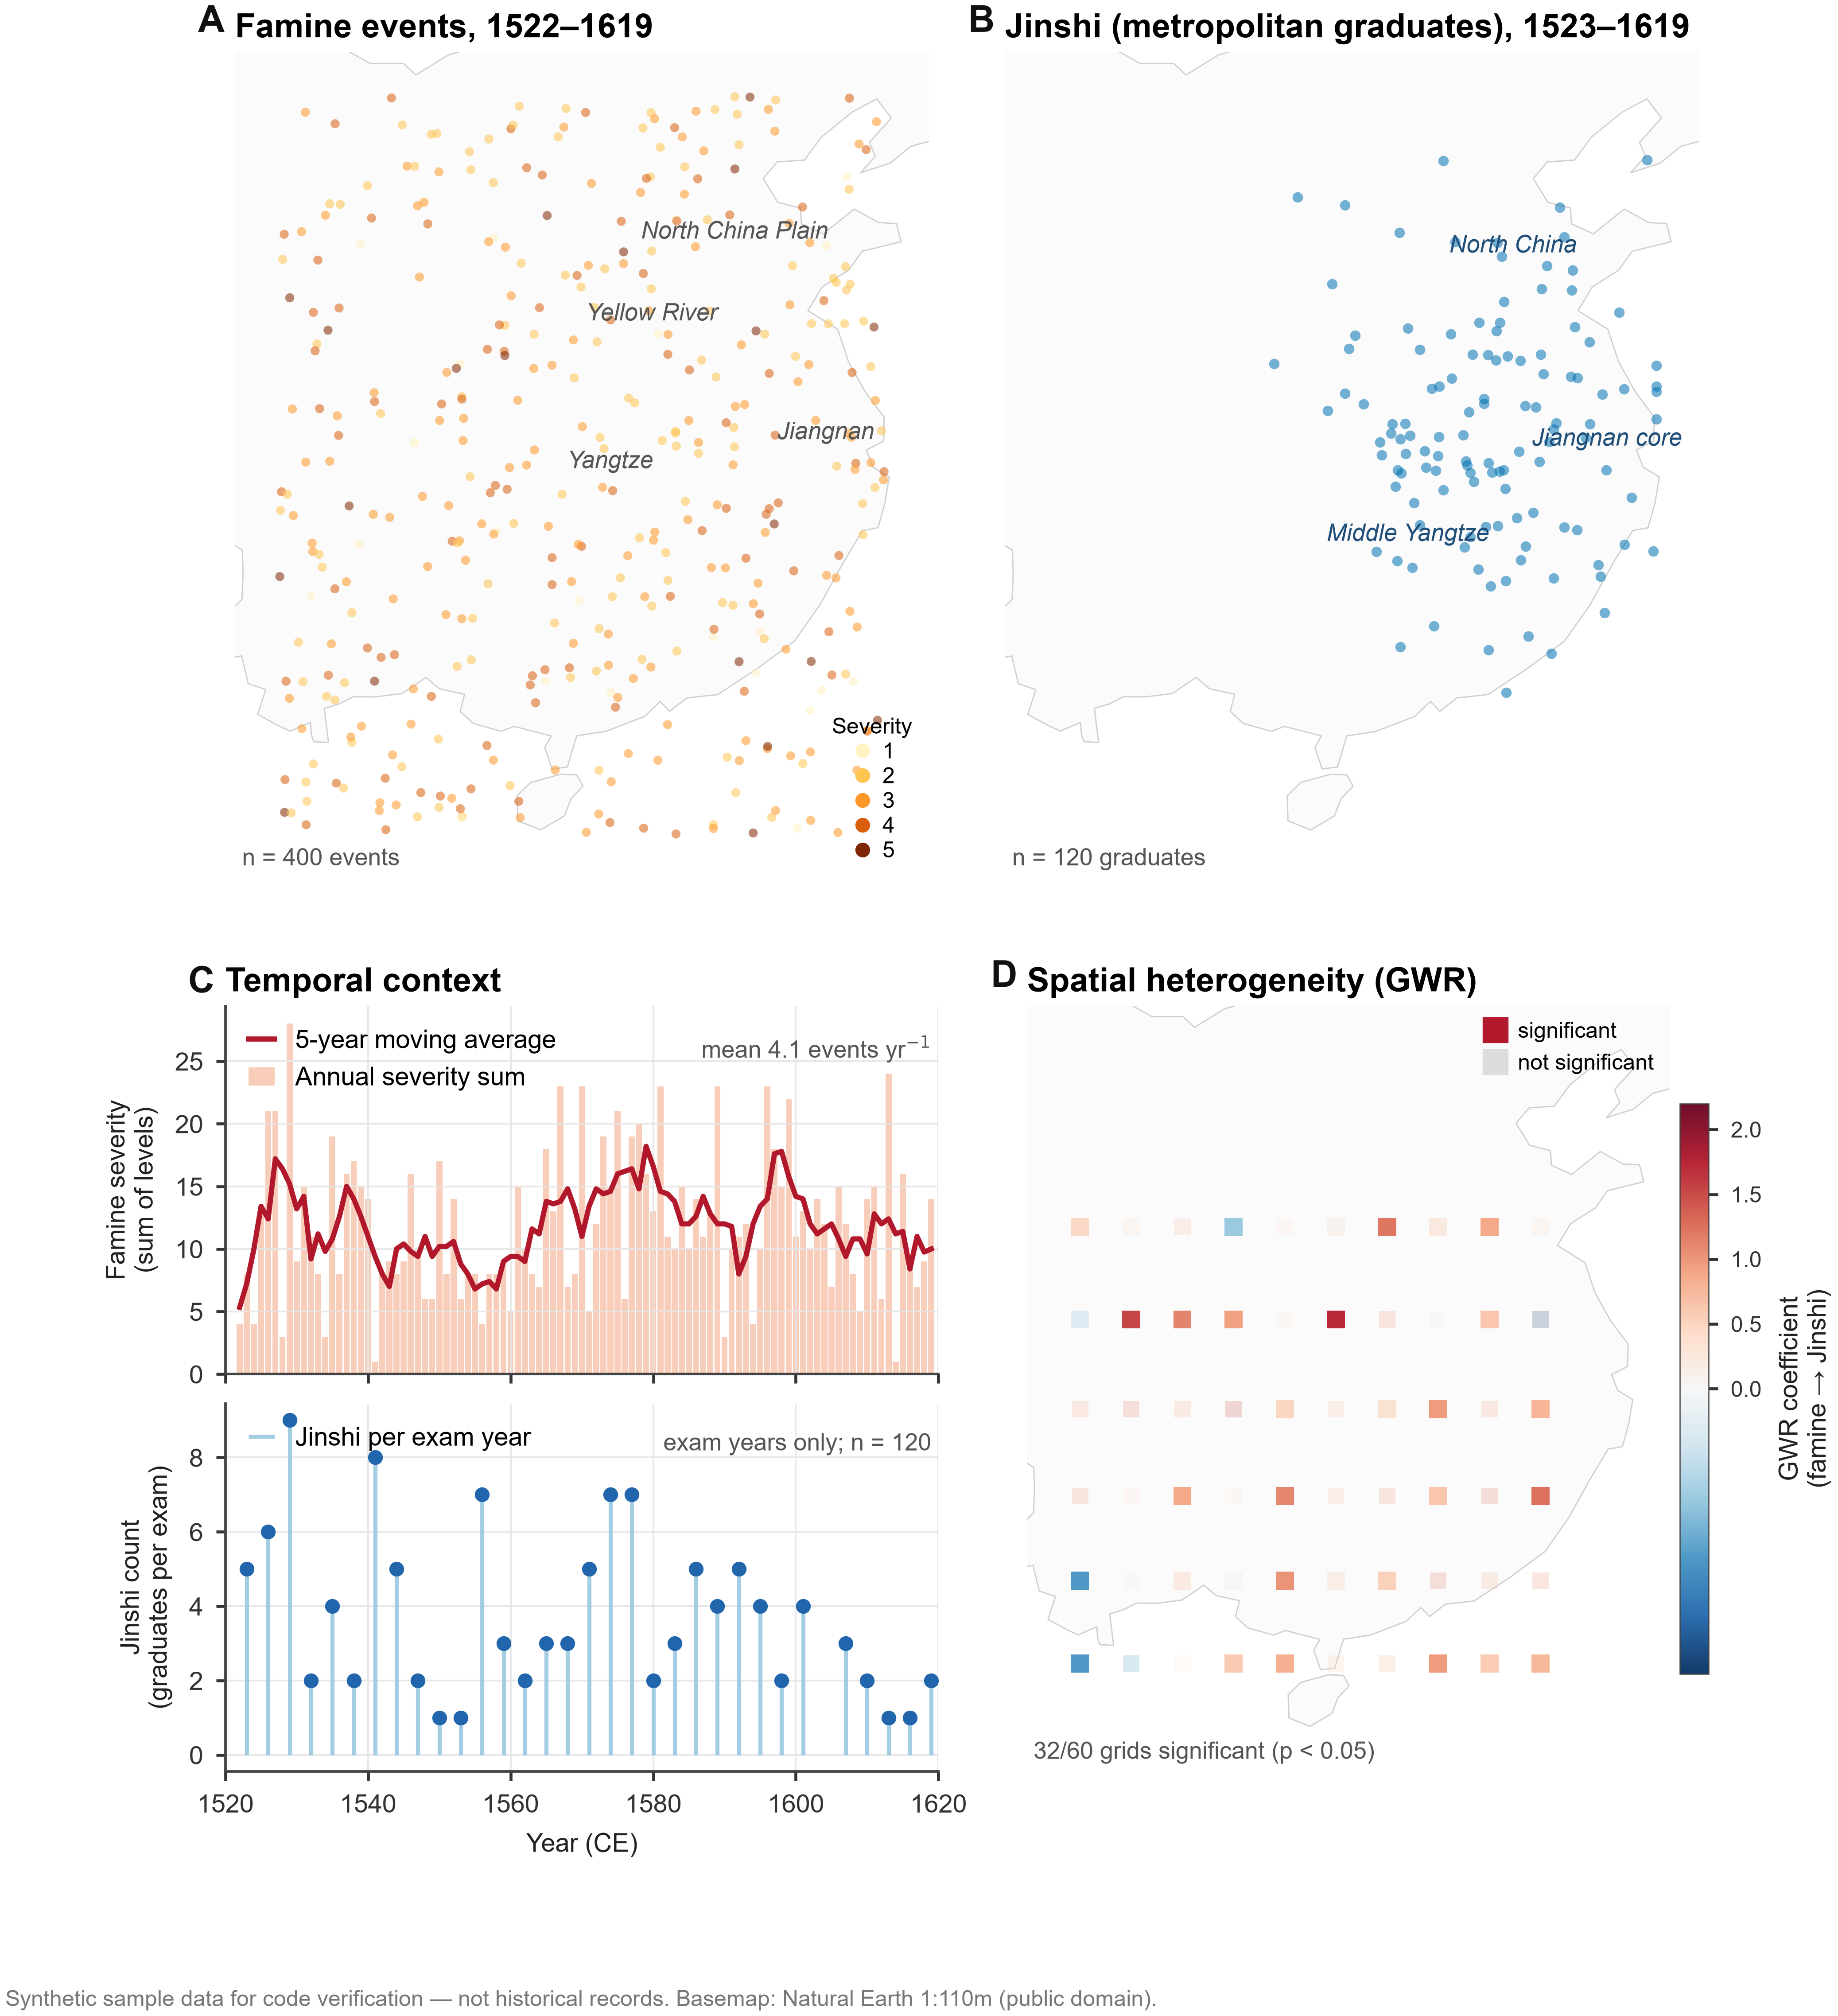 A Famine events, 1522–1619
North China Plain
Yellow River
Jiangnan
Yangtze
Severity
1
2
3
4
5
n = 400 events
B Jinshi (metropolitan graduates), 1523–1619
North China
Jiangnan core
Middle Yangtze
n = 120 graduates
C Temporal context
5-year moving average
Annual severity sum
mean 4.1 events yr⁻¹
Famine severity
(sum of levels)
25
20
15
10
5
0
Jinshi per exam year
exam years only; n = 120
Jinshi count
(graduates per exam)
8
6
4
2
0
1520 1540 1560 1580 1600 1620
Year (CE)
D Spatial heterogeneity (GWR)
significant
not significant
2.0
1.5
1.0
0.5
0.0
GWR coefficient
(famine → Jinshi)
32/60 grids significant (p < 0.05)
Synthetic sample data for code verification — not historical records. Basemap: Natural Earth 1:110m (public domain).